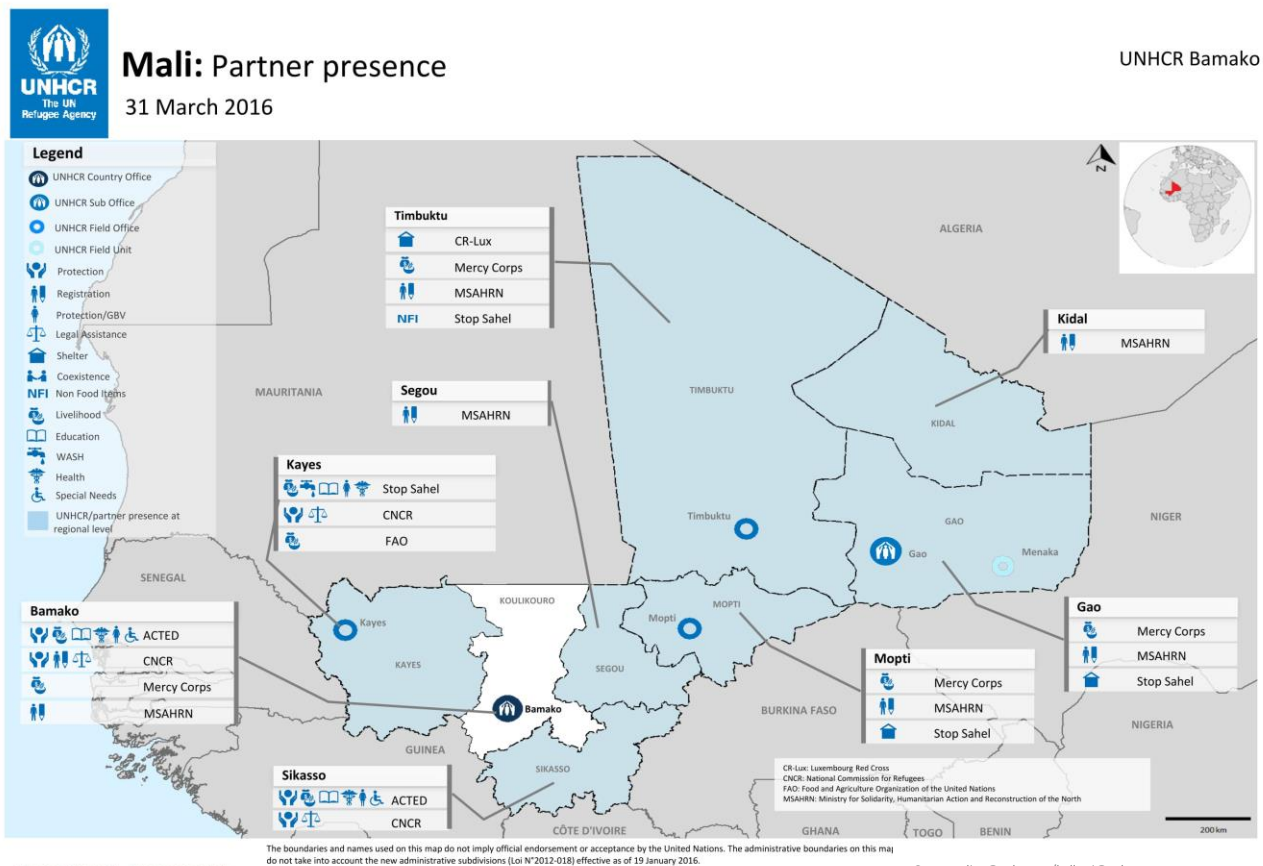 UNHCR
The UN
Refugee Agency
Mali: Partner presence
31 March 2016
UNHCR Bamako
Legend
UNHCR Country Office
UNHCR Sub Office
UNHCR Field Office
UNHCR Field Unit
Protection
Registration
Protection/GBV
Legal Assistance
Shelter
Coexistence
NFI Non Food Items
Livelihood
Education
WASH
Health
Special Needs
UNHCR/partner presence at
regional level
Timbuktu
CR-Lux
Mercy Corps
MSAHRN
NFI Stop Sahel
Segou
MSAHRN
Kayes
Stop Sahel
CNCR
FAO
Bamako
ACTED
CNCR
Mercy Corps
MSAHRN
Sikasso
ACTED
CNCR
Kidal
MSAHRN
Gao
Mercy Corps
MSAHRN
Stop Sahel
Mopti
Mercy Corps
MSAHRN
Stop Sahel
ALGERIA
MAURITANIA
TIMBUKTU
KIDAL
Timbuktu
GAO
Gao
Menaka
NIGER
SENEGAL
KOULIKOURO
Kayes
KAYES
Mopti
MOPTI
SEGOU
Bamako
BURKINA FASO
NIGERIA
GUINEA
SIKASSO
CÔTE D'IVOIRE
GHANA
TOGO
BENIN
N
CR-Lux: Luxembourg Red Cross
CNCR: National Commission for Refugees
FAO: Food and Agriculture Organization of the United Nations
MSAHRN: Ministry for Solidarity, Humanitarian Action and Reconstruction of the North
200 km
The boundaries and names used on this map do not imply official endorsement or acceptance by the United Nations. The administrative boundaries on this map
do not take into account the new administrative subdivisions (Loi N°2012-018) effective as of 19 January 2016.